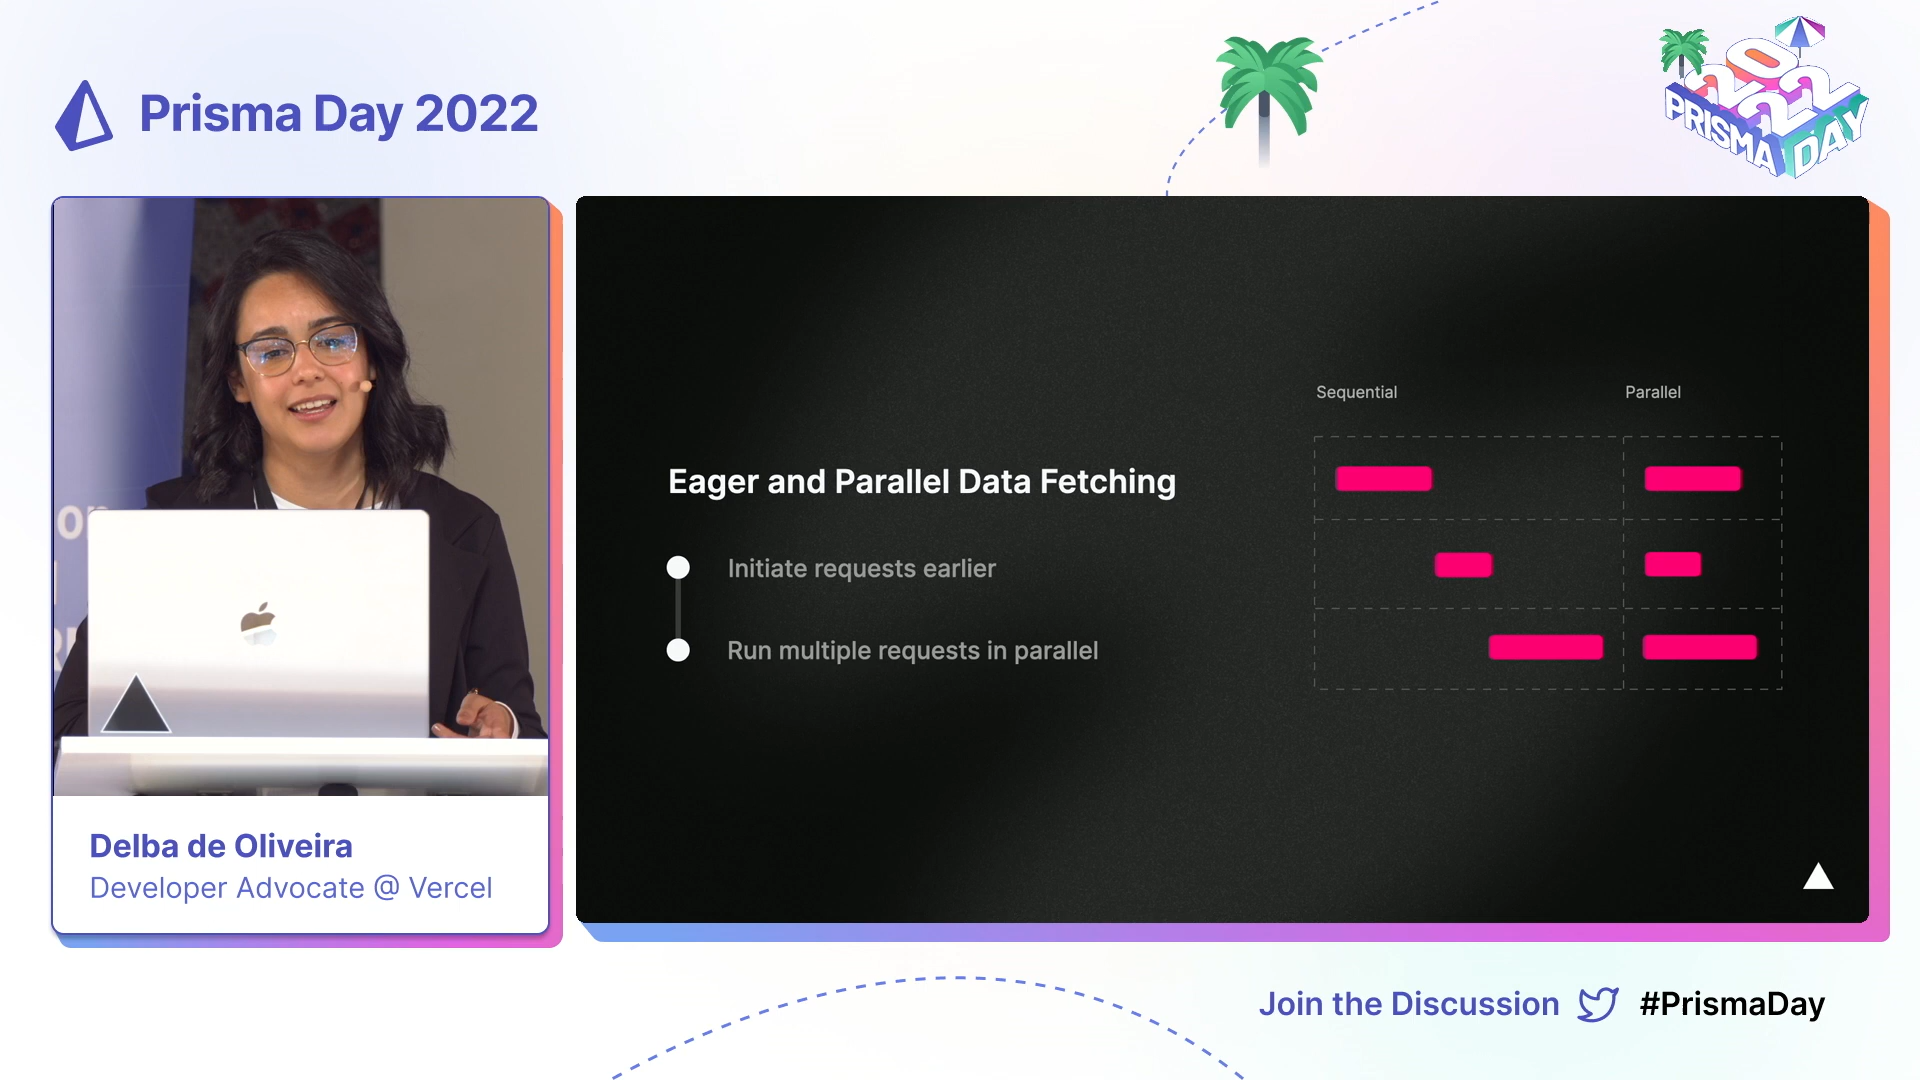 Prisma Day 2022
2022
PRISMA DAY
Sequential
Parallel
Eager and Parallel Data Fetching
Initiate requests earlier
Run multiple requests in parallel
Delba de Oliveira
Developer Advocate @ Vercel
Join the Discussion #PrismaDay